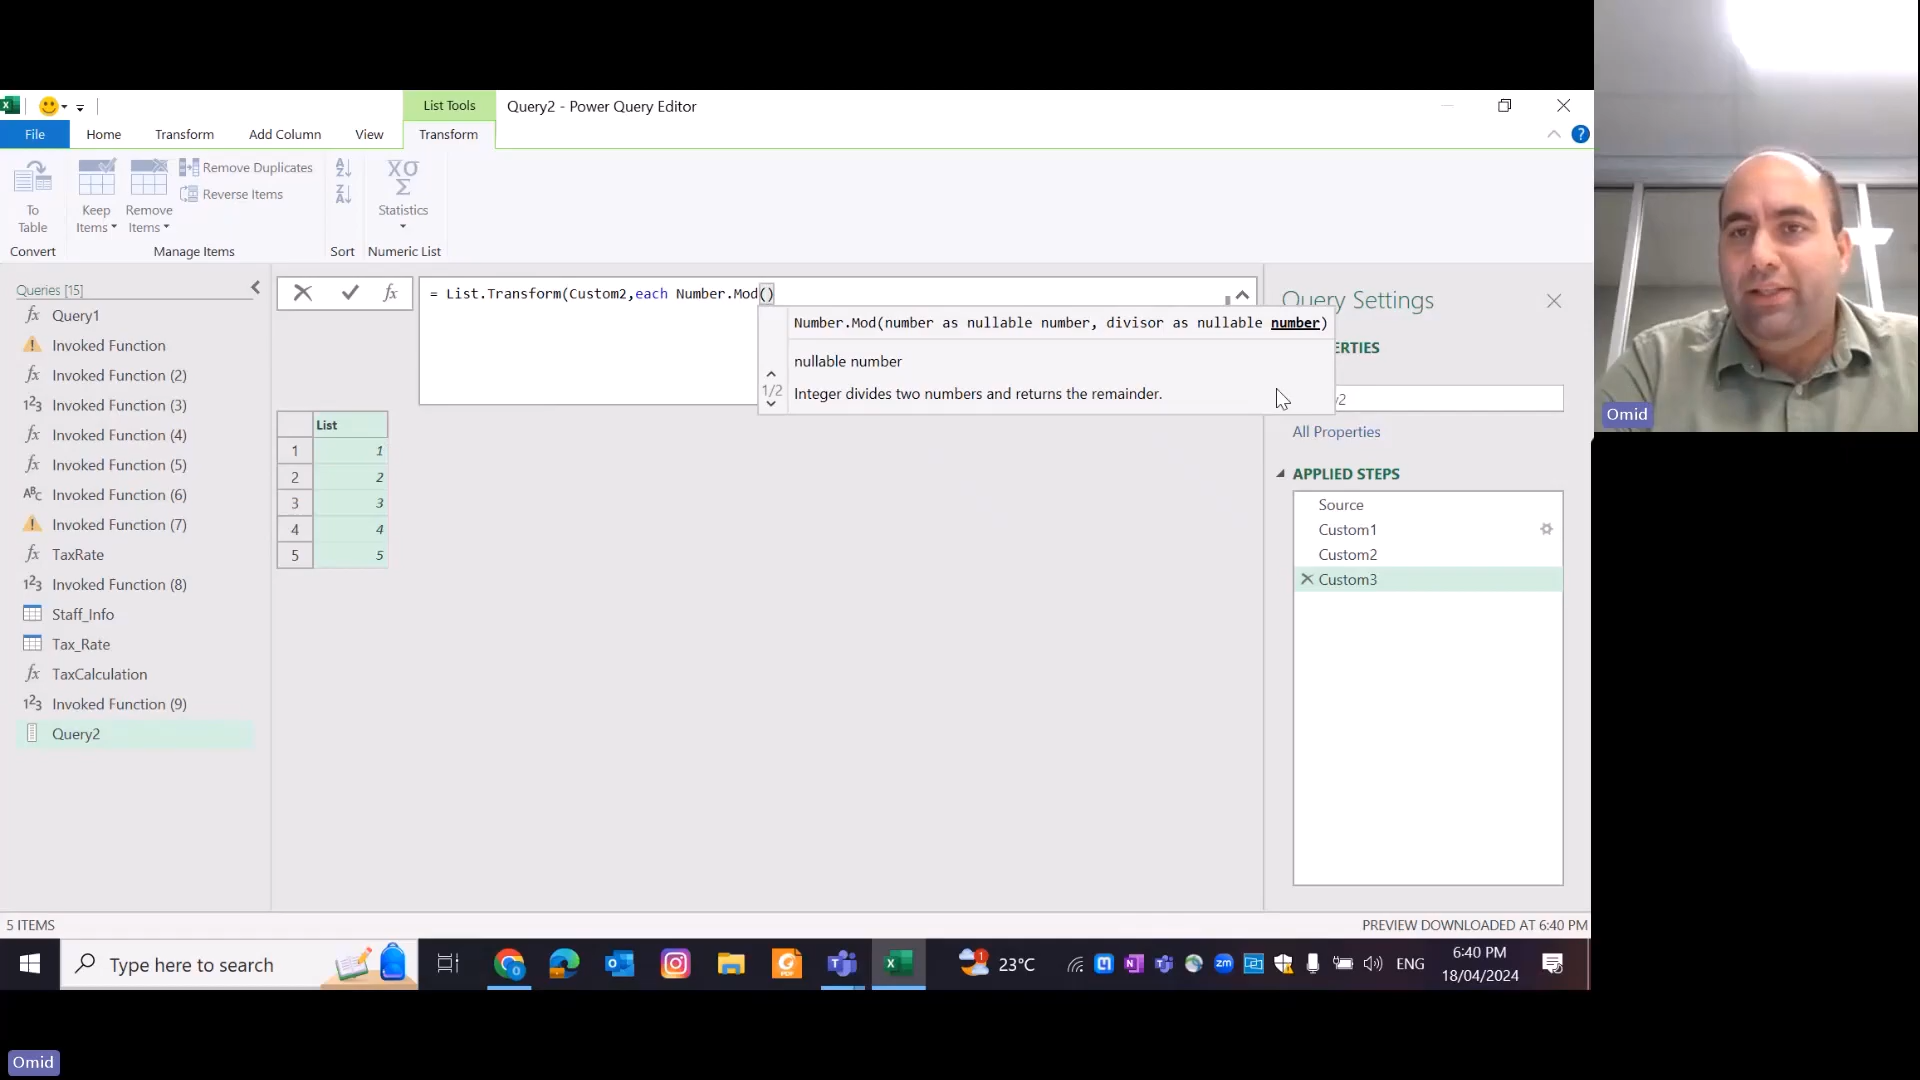 List Tools
Query2 - Power Query Editor
File
Home
Transform
Add Column
View
Transform
?
To Table
Keep Items
Remove Items
Remove Duplicates
Reverse Items
Statistics
Convert
Manage Items
Sort
Numeric List
Queries [15]
Query1
Invoked Function
Invoked Function (2)
Invoked Function (3)
Invoked Function (4)
Invoked Function (5)
Invoked Function (6)
Invoked Function (7)
TaxRate
Invoked Function (8)
Staff_Info
Tax_Rate
TaxCalculation
Invoked Function (9)
Query2
fx
= List.Transform(Custom2,each Number.Mod()
Number.Mod(number as nullable number, divisor as nullable number)
nullable number
1/2
Integer divides two numbers and returns the remainder.
List
1 1
2 2
3 3
4 4
5 5
Query Settings
ERTIES
All Properties
APPLIED STEPS
Source
Custom1
Custom2
Custom3
5 ITEMS
PREVIEW DOWNLOADED AT 6:40 PM
Type here to search
23°C
ENG
6:40 PM
18/04/2024
Omid
Omid